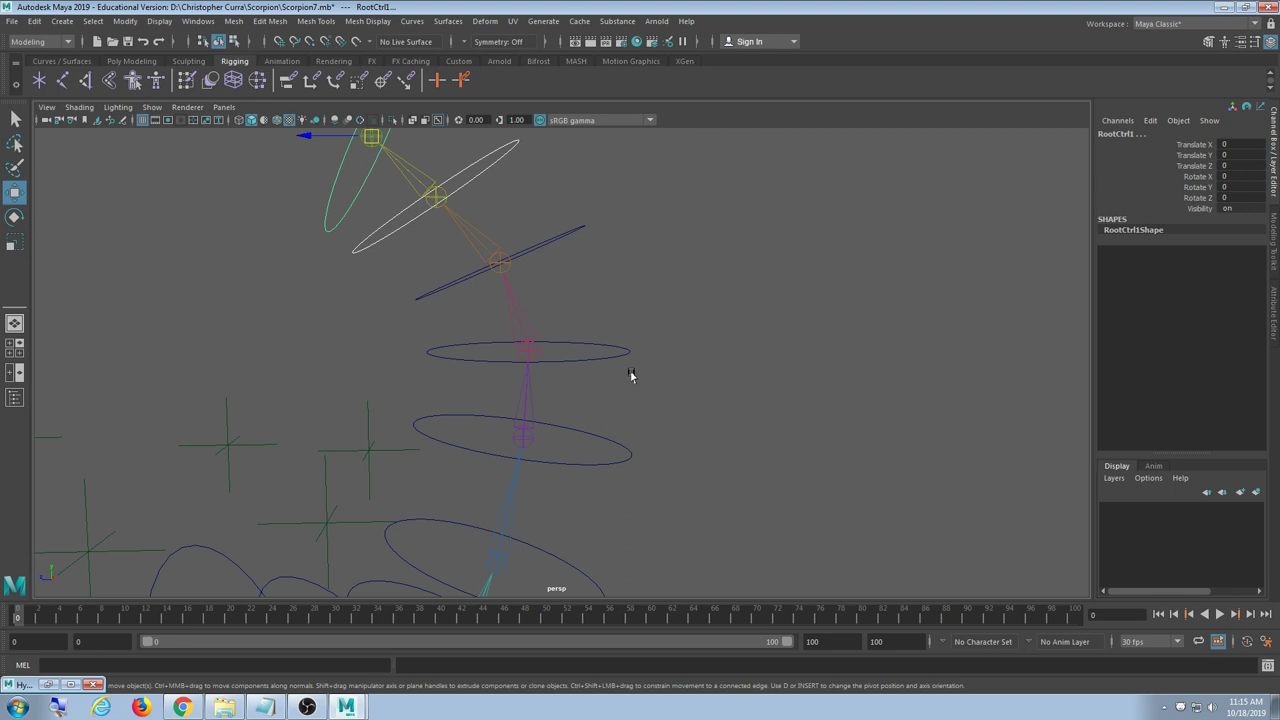 Autodesk Maya 2019 - Educational Version: D:\Christopher Curra\Scorpion\Scorpion7.mb* --- RootCtrl1...
File Edit Create Select Modify Display Windows Mesh Edit Mesh Mesh Tools Mesh Display Curves Surfaces Deform UV Generate Cache Substance Arnold Help
Workspace : Maya Classic*
Modeling No Live Surface Symmetry: Off Sign In
Curves / Surfaces Poly Modeling Sculpting Rigging Animation Rendering FX FX Caching Custom Arnold Bifrost MASH Motion Graphics XGen
View Shading Lighting Show Renderer Panels
0.00 1.00 sRGB gamma
Channels Edit Object Show
RootCtrl1 . . .
Translate X 0
Translate Y 0
Translate Z 0
Rotate X 0
Rotate Y 0
Rotate Z 0
Visibility on
SHAPES
RootCtrl1Shape
Channel Box / Layer Editor
Modeling Toolkit
Attribute Editor
Display Anim
Layers Options Help
persp
0 2 4 6 8 10 12 14 16 18 20 22 24 26 28 30 32 34 36 38 40 42 44 46 48 50 52 54 56 58 60 62 64 66 68 70 72 74 76 78 80 82 84 86 88 90 92 94 96 98 100
0 0
0 0 0 100 100 100 No Character Set No Anim Layer 30 fps
MEL
Hy... move object(s). Ctrl+MMB+drag to move components along normals. Shift+drag manipulator axis or plane handles to extrude components or clone objects. Ctrl+Shift+LMB+drag to constrain movement to a connected edge. Use D or INSERT to change the pivot position and axis orientation.
11:15 AM
10/18/2019